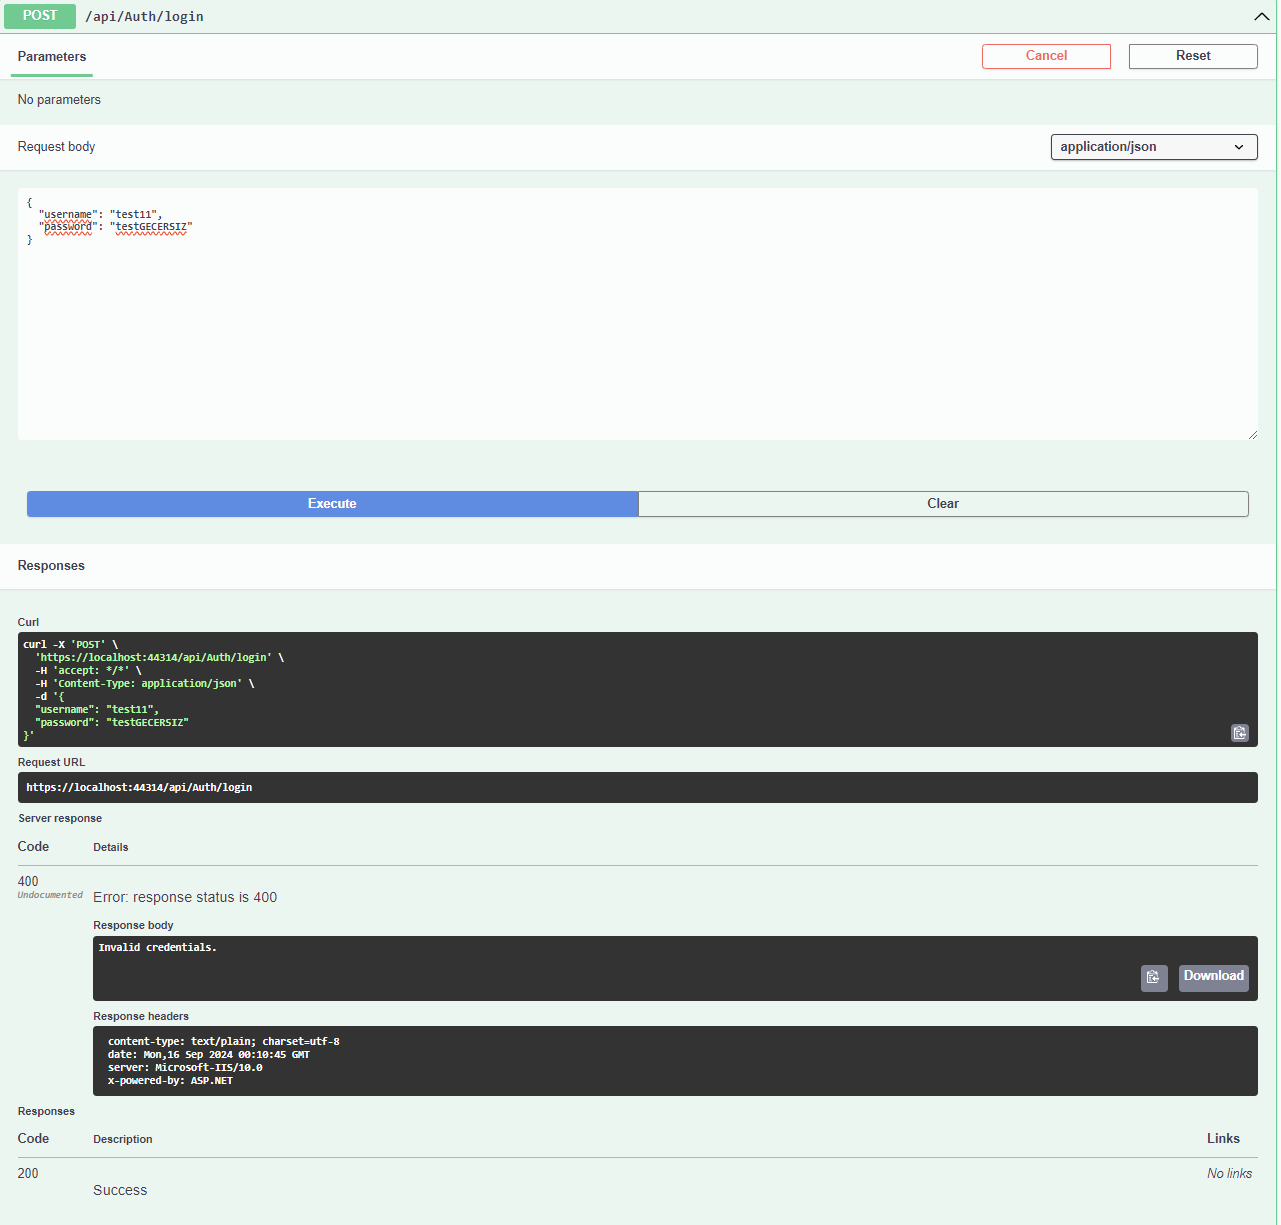 POST /api/Auth/login
Parameters
Cancel
Reset
No parameters
Request body
application/json
{
"username": "test11",
"password": "testGECERSIZ"
}
Execute
Clear
Responses
Curl
curl -X 'POST' \
'https://localhost:44314/api/Auth/login' \
-H 'accept: */*' \
-H 'Content-Type: application/json' \
-d '{
"username": "test11",
"password": "testGECERSIZ"
}'
Request URL
https://localhost:44314/api/Auth/login
Server response
Code Details
400
Undocumented
Error: response status is 400
Response body
Invalid credentials.
Download
Response headers
content-type: text/plain; charset=utf-8
date: Mon,16 Sep 2024 00:10:45 GMT
server: Microsoft-IIS/10.0
x-powered-by: ASP.NET
Responses
Code Description Links
200 No links
Success